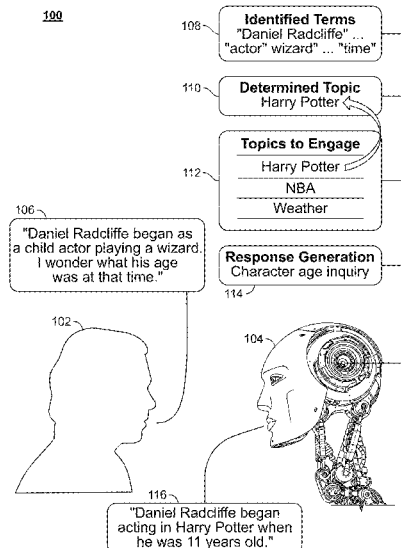 100
108
Identified Terms
"Daniel Radcliffe" ...
"actor" wizard" ... "time"
110
Determined Topic
Harry Potter
Topics to Engage
112
Harry Potter
NBA
Weather
106
"Daniel Radcliffe began as
a child actor playing a wizard.
I wonder what his age
was at that time."
Response Generation
Character age inquiry
114
102
104
116
"Daniel Radcliffe began
acting in Harry Potter when
he was 11 years old."